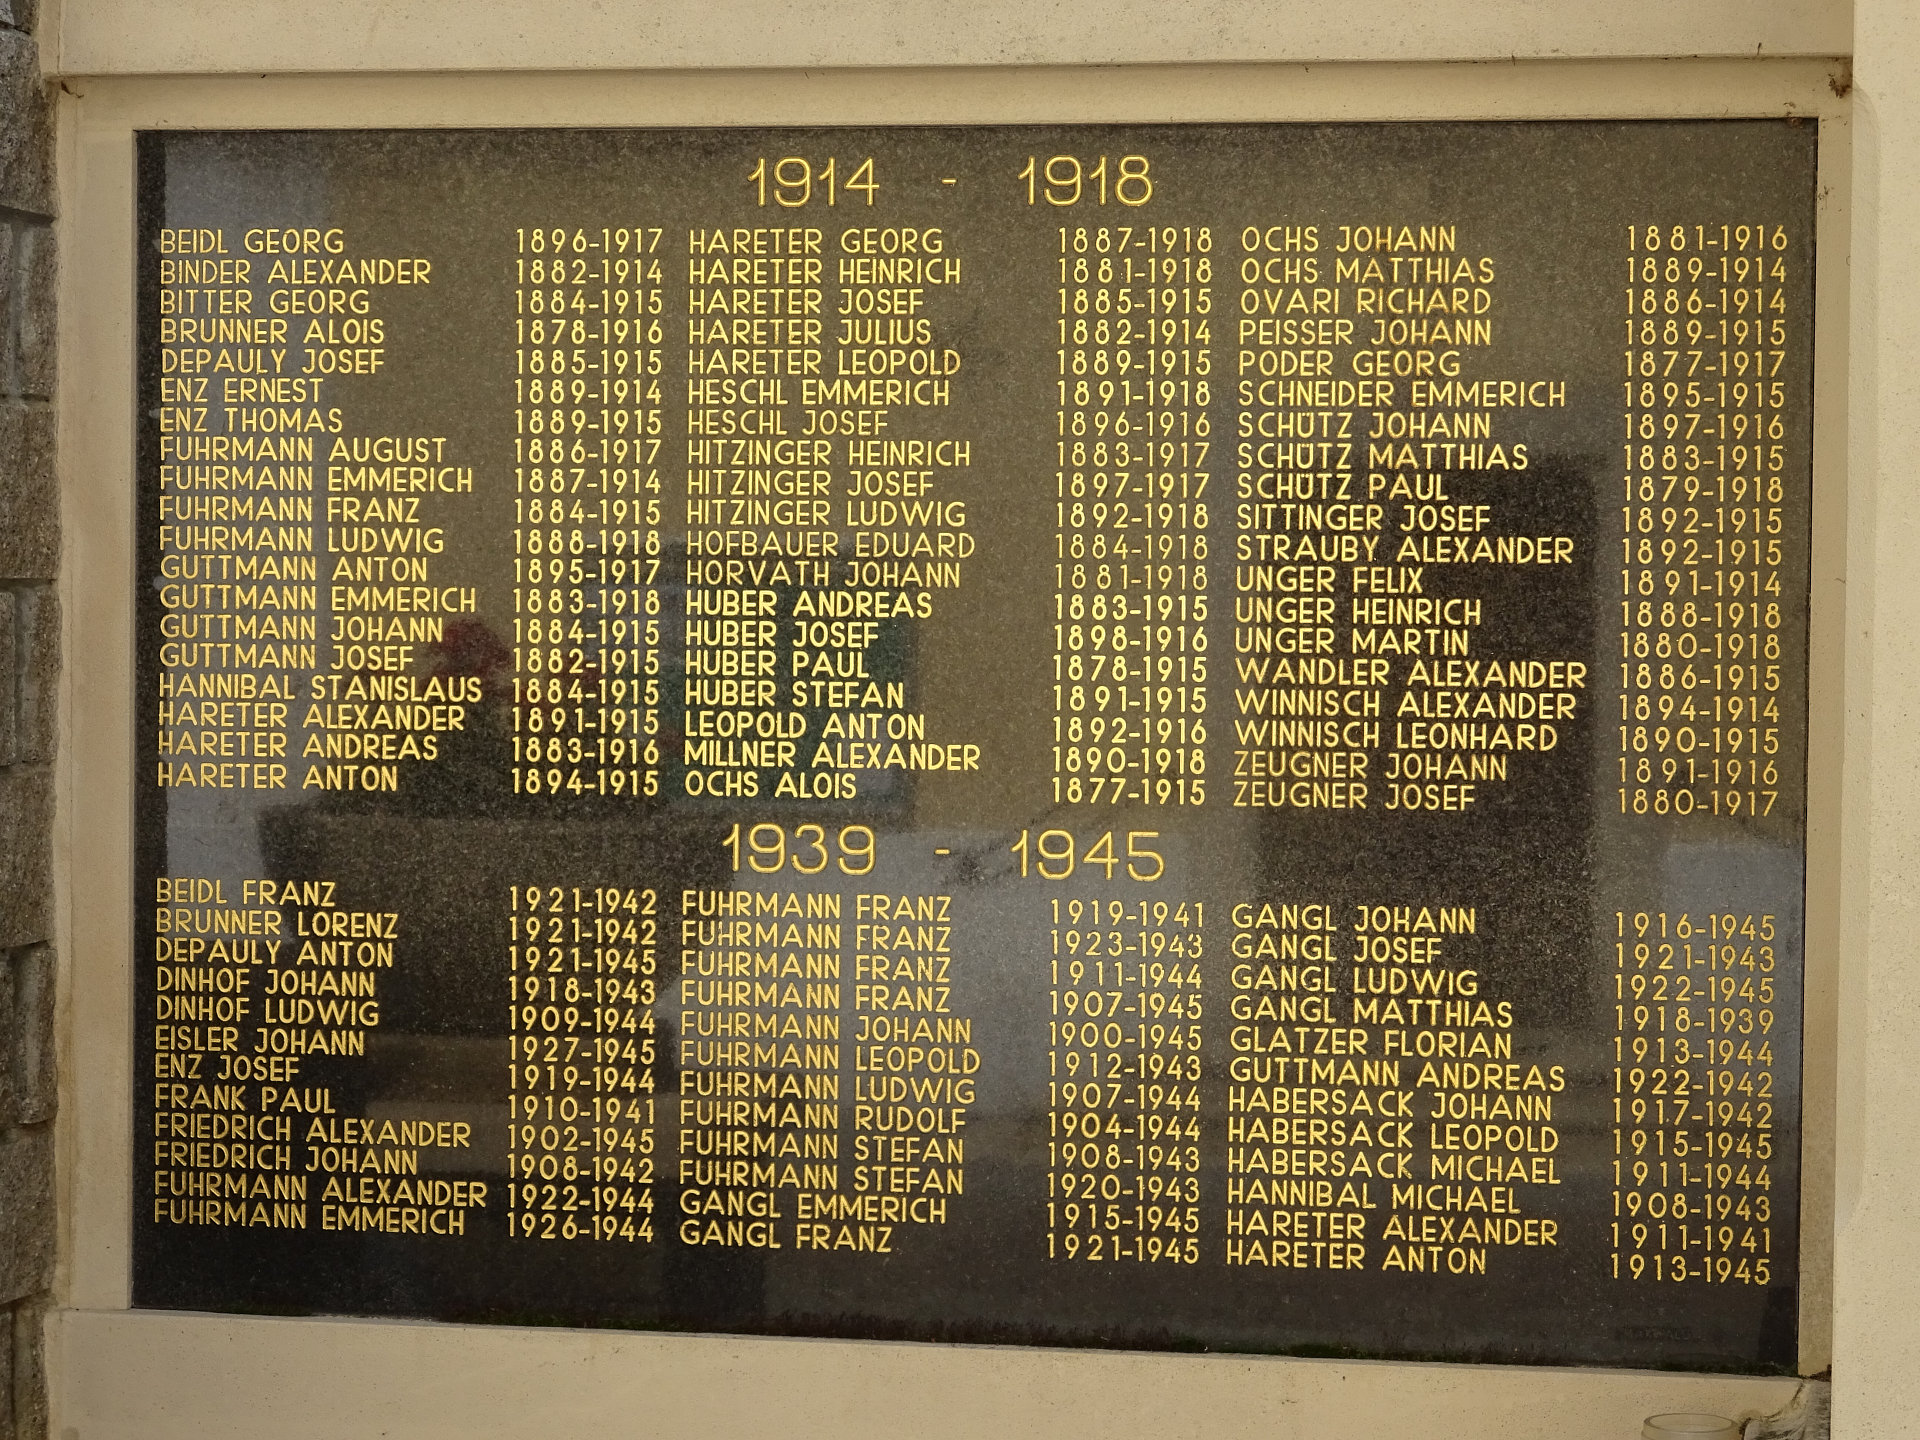 1914 - 1918
BEIDL GEORG 1896-1917
BINDER ALEXANDER 1882-1914
BITTER GEORG 1884-1915
BRUNNER ALOIS 1878-1916
DEPAULY JOSEF 1885-1915
ENZ ERNEST 1889-1914
ENZ THOMAS 1889-1915
FUHRMANN AUGUST 1886-1917
FUHRMANN EMMERICH 1887-1914
FUHRMANN FRANZ 1884-1915
FUHRMANN LUDWIG 1888-1918
GUTTMANN ANTON 1895-1917
GUTTMANN EMMERICH 1883-1918
GUTTMANN JOHANN 1884-1915
GUTTMANN JOSEF 1882-1915
HANNIBAL STANISLAUS 1884-1915
HARETER ALEXANDER 1891-1915
HARETER ANDREAS 1883-1916
HARETER ANTON 1894-1915
HARETER GEORG 1887-1918
HARETER HEINRICH 1881-1918
HARETER JOSEF 1885-1915
HARETER JULIUS 1882-1914
HARETER LEOPOLD 1889-1915
HESCHL EMMERICH 1891-1918
HESCHL JOSEF 1896-1916
HITZINGER HEINRICH 1883-1917
HITZINGER JOSEF 1897-1917
HITZINGER LUDWIG 1892-1918
HOFBAUER EDUARD 1884-1918
HORVATH JOHANN 1881-1918
HUBER ANDREAS 1883-1915
HUBER JOSEF 1898-1916
HUBER PAUL 1878-1915
HUBER STEFAN 1891-1915
LEOPOLD ANTON 1892-1916
MILLNER ALEXANDER 1890-1918
OCHS ALOIS 1877-1915
OCHS JOHANN 1881-1916
OCHS MATTHIAS 1889-1914
OVARI RICHARD 1886-1914
PEISSER JOHANN 1889-1915
PODER GEORG 1877-1917
SCHNEIDER EMMERICH 1895-1915
SCHÜTZ JOHANN 1897-1916
SCHÜTZ MATTHIAS 1883-1915
SCHÜTZ PAUL 1879-1918
SITTINGER JOSEF 1892-1915
STRAUBY ALEXANDER 1892-1915
UNGER FELIX 1891-1914
UNGER HEINRICH 1888-1918
UNGER MARTIN 1880-1918
WANDLER ALEXANDER 1886-1915
WINNISCH ALEXANDER 1894-1914
WINNISCH LEONHARD 1890-1915
ZEUGNER JOHANN 1891-1916
ZEUGNER JOSEF 1880-1917
1939 - 1945
BEIDL FRANZ 1921-1942
BRUNNER LORENZ 1921-1942
DEPAULY ANTON 1921-1945
DINHOF JOHANN 1918-1943
DINHOF LUDWIG 1909-1944
EISLER JOHANN 1927-1945
ENZ JOSEF 1919-1944
FRANK PAUL 1910-1941
FRIEDRICH ALEXANDER 1902-1945
FRIEDRICH JOHANN 1908-1942
FUHRMANN ALEXANDER 1922-1944
FUHRMANN EMMERICH 1926-1944
FUHRMANN FRANZ 1919-1941
FUHRMANN FRANZ 1923-1943
FUHRMANN FRANZ 1911-1944
FUHRMANN FRANZ 1907-1945
FUHRMANN JOHANN 1900-1945
FUHRMANN LEOPOLD 1912-1943
FUHRMANN LUDWIG 1907-1944
FUHRMANN RUDOLF 1904-1944
FUHRMANN STEFAN 1908-1943
FUHRMANN STEFAN 1920-1943
GANGL EMMERICH 1915-1945
GANGL FRANZ 1921-1945
GANGL JOHANN 1916-1945
GANGL JOSEF 1921-1943
GANGL LUDWIG 1922-1945
GANGL MATTHIAS 1918-1939
GLATZER FLORIAN 1913-1944
GUTTMANN ANDREAS 1922-1942
HABERSACK JOHANN 1917-1942
HABERSACK LEOPOLD 1915-1945
HABERSACK MICHAEL 1911-1944
HANNIBAL MICHAEL 1908-1943
HARETER ALEXANDER 1911-1941
HARETER ANTON 1913-1945